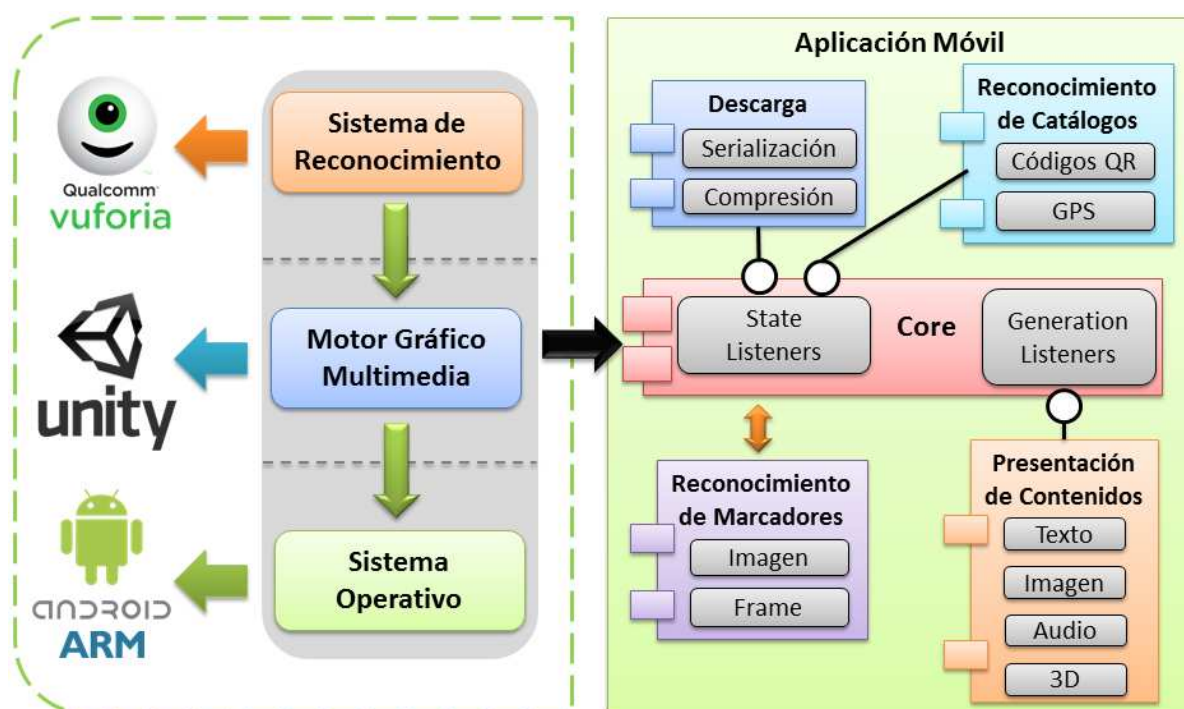 Sistema de
Reconocimiento
Qualcomm
vuforia
Motor Gráfico
Multimedia
unity
Sistema
Operativo
ANDROID
ARM
Aplicación Móvil
Descarga
Serialización
Compresión
Reconocimiento
de Catálogos
Códigos QR
GPS
State
Listeners
Core
Generation
Listeners
Reconocimiento
de Marcadores
Imagen
Frame
Presentación
de Contenidos
Texto
Imagen
Audio
3D